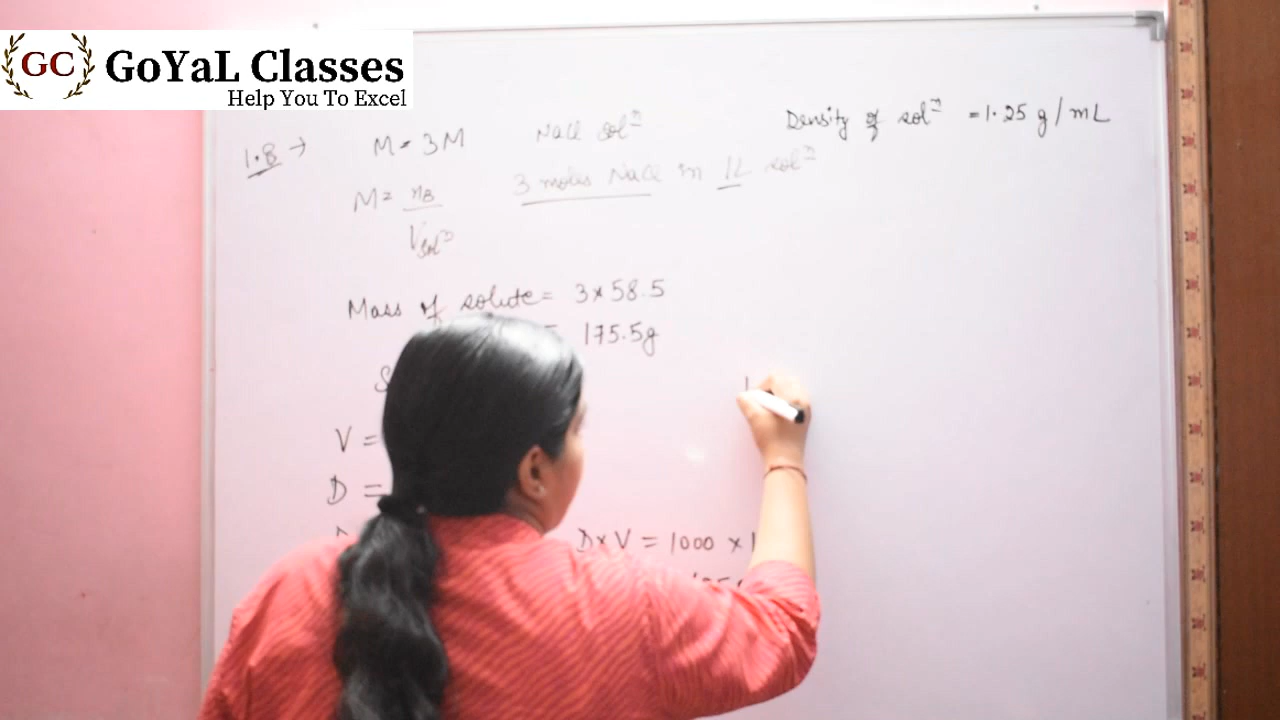 GC GoYaL Classes
Help You To Excel
1.8 → M = 3M NaCl solⁿ Density of solⁿ = 1.25 g/mL
M = nB / Vsolⁿ 3 moles NaCl in 1L solⁿ
Mass of solute = 3 × 58.5
= 175.5g
V =
D =
D × V = 1000 × 1